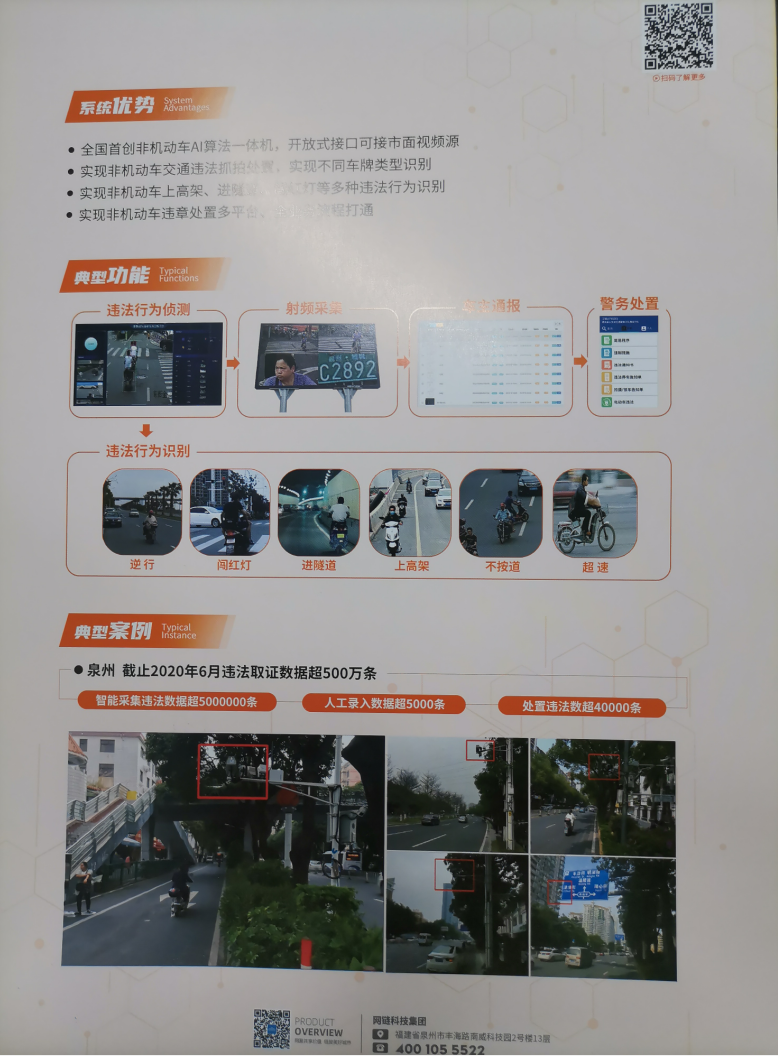 扫码了解更多
系统优势 System Advantages
● 全国首创非机动车AI算法一体机，开放式接口可接市面视频源
● 实现非机动车交通违法抓拍处置、实现不同车牌类型识别
● 实现非机动车上高架、进隧 灯等多种违法行为识别
● 实现非机动车违章处置多平台、 流程打通
典型功能 Typical Functions
违法行为侦测
射频采集
通报
警务处置
C2892
违法行为识别
逆行
闯红灯
进隧道
上高架
不按道
超速
典型案例 Typical Instance
● 泉州 截止2020年6月违法取证数据超500万条
智能采集违法数据超5000000条
人工录入数据超5000条
处置违法数超40000条
PRODUCT
OVERVIEW
网链科技集团
福建省泉州市丰海路南威科技园2号楼13层
400 105 5522